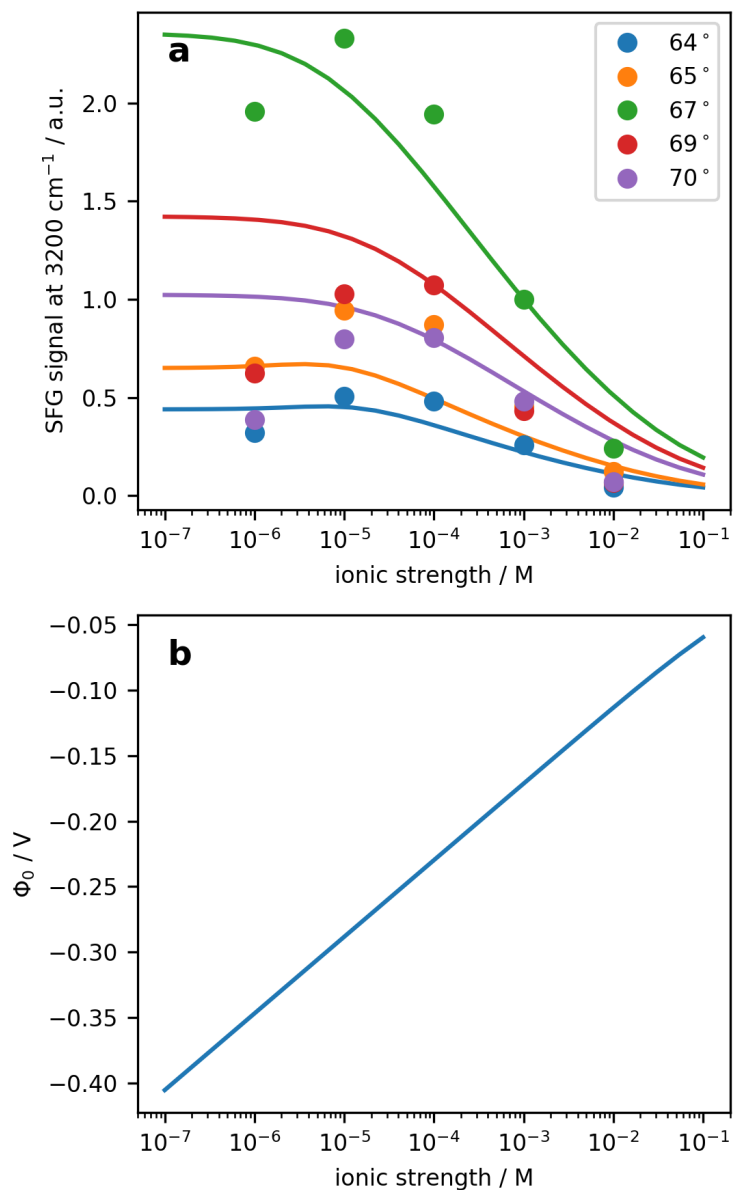 a
64°
65°
67°
69°
70°
SFG signal at 3200 cm⁻¹ / a.u.
2.0
1.5
1.0
0.5
0.0
10⁻⁷ 10⁻⁶ 10⁻⁵ 10⁻⁴ 10⁻³ 10⁻² 10⁻¹
ionic strength / M
b
Φ₀ / V
−0.05
−0.10
−0.15
−0.20
−0.25
−0.30
−0.35
−0.40
10⁻⁷ 10⁻⁶ 10⁻⁵ 10⁻⁴ 10⁻³ 10⁻² 10⁻¹
ionic strength / M